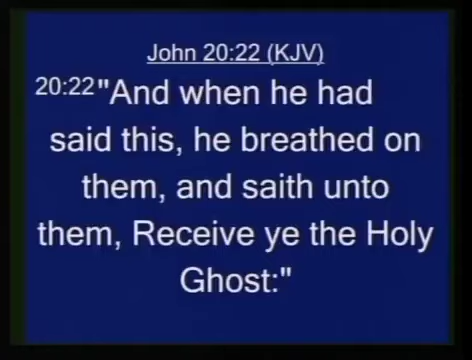 John 20:22 (KJV)
20:22"And when he had
said this, he breathed on
them, and saith unto
them, Receive ye the Holy
Ghost:"